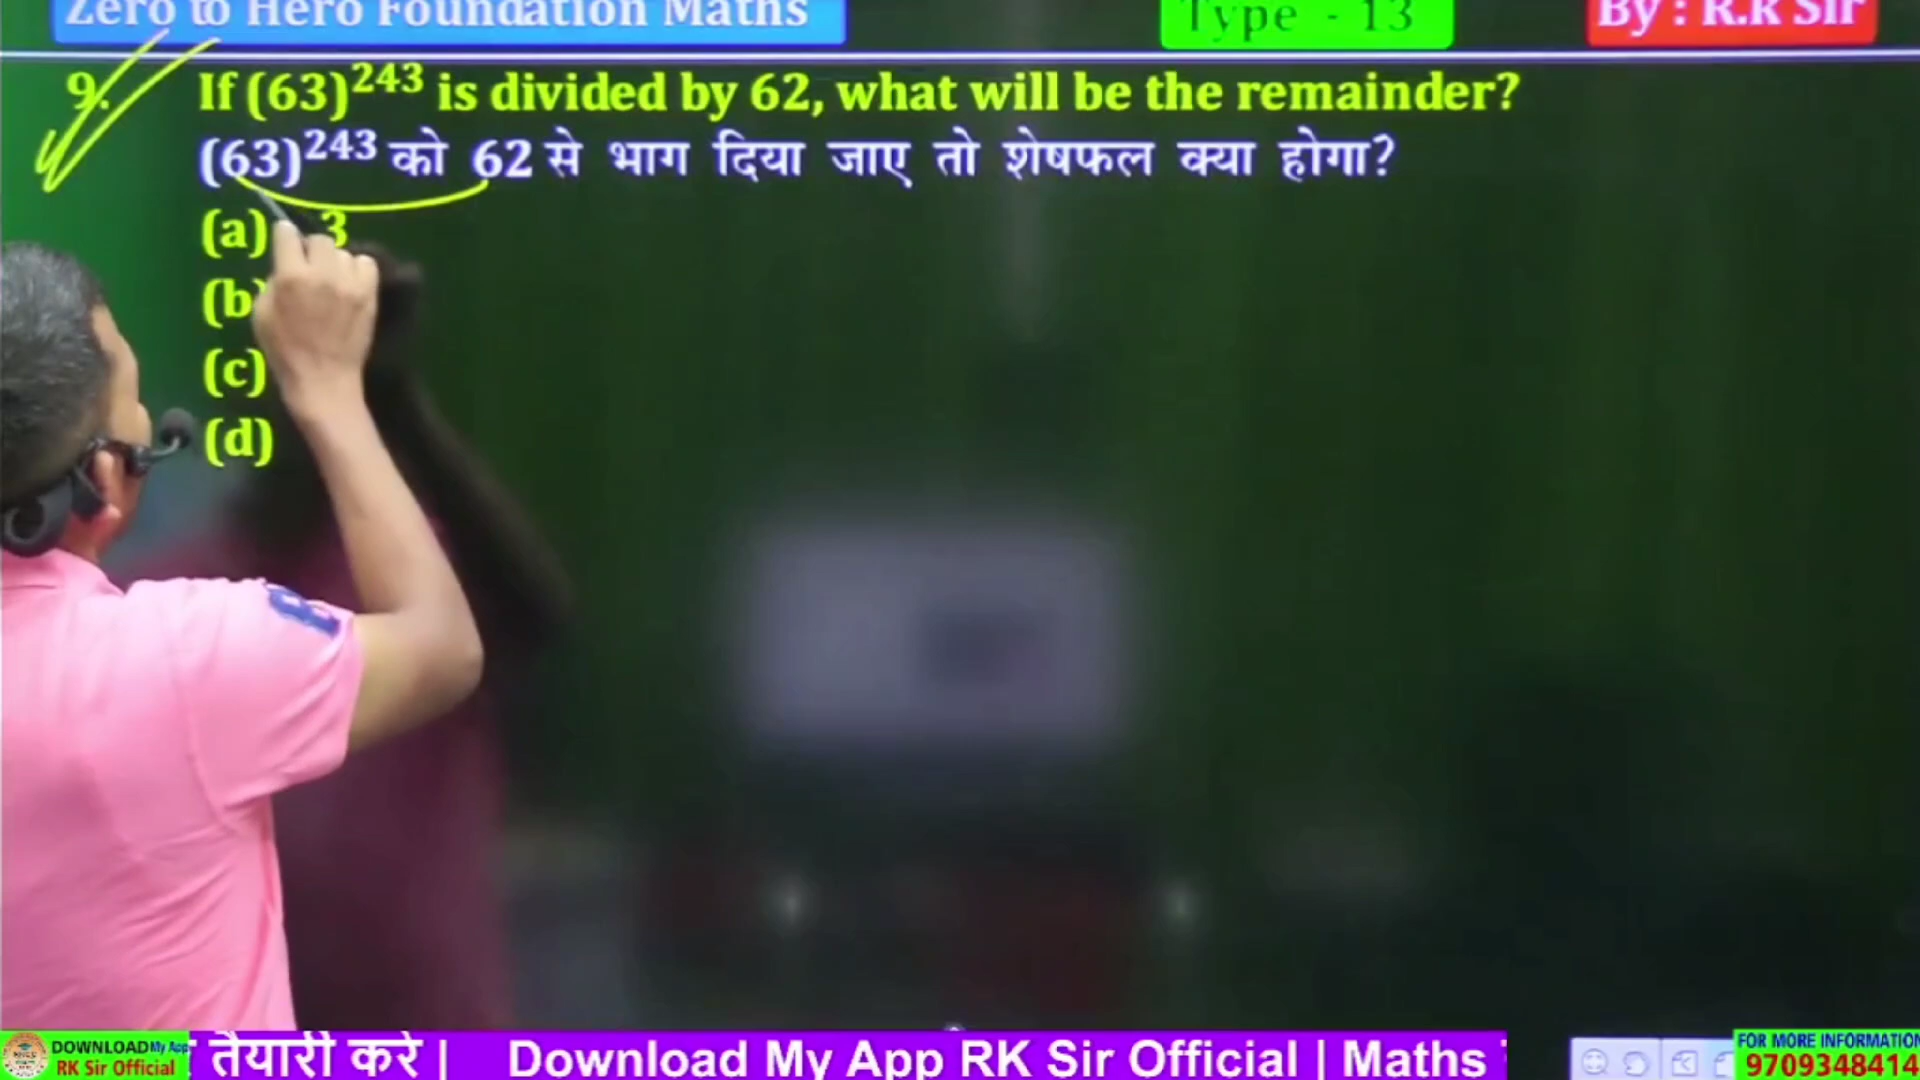 Zero to Hero Foundation Maths
Type - 13
By : R.k Sir
9. If (63)^243 is divided by 62, what will be the remainder?
(63)^243 को 62 से भाग दिया जाए तो शेषफल क्या होगा?
(a) 3
(b)
(c)
(d)
DOWNLOAD My App
RK Sir Official
तैयारी करे | Download My App RK Sir Official | Maths
FOR MORE INFORMATION
9709348414